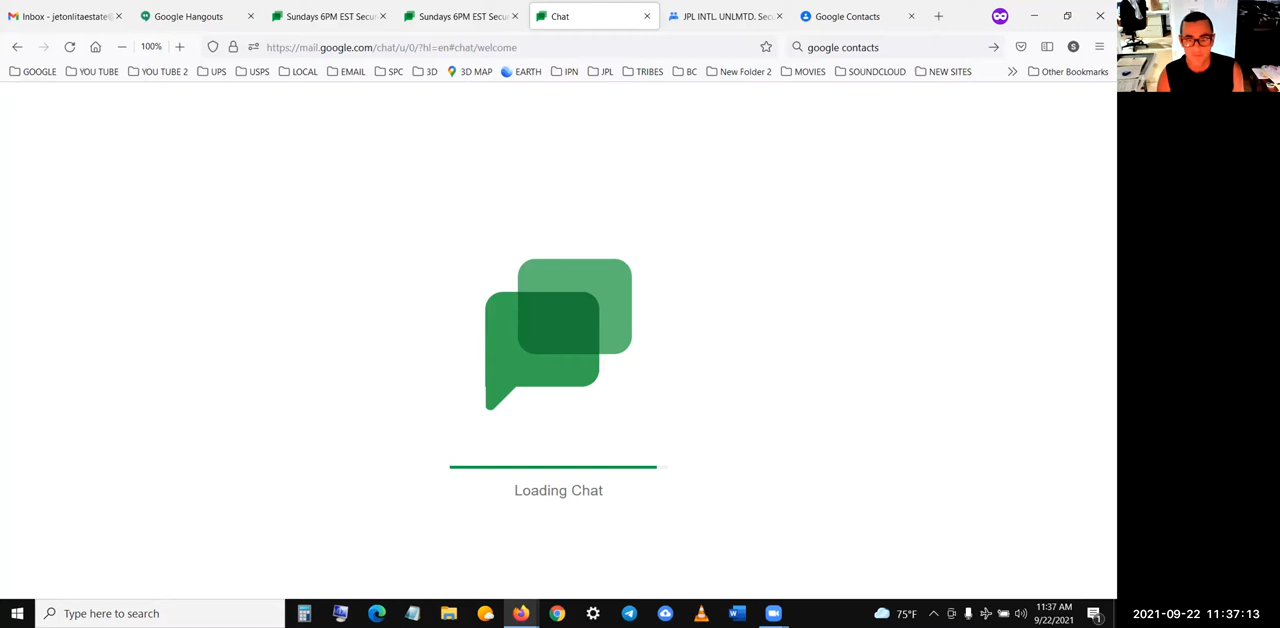 Inbox - jetonlitaestate@
Google Hangouts
Sundays 6PM EST Secur
Sundays 6PM EST Secur
Chat
JPL INTL UNLMTD. Sec
Google Contacts
100%
https://mail.google.com/chat/u/0/?hl=en#chat/welcome
google contacts
S
GOOGLE
YOU TUBE
YOU TUBE 2
UPS
USPS
LOCAL
EMAIL
SPC
3D
3D MAP
EARTH
IPN
JPL
TRIBES
BC
New Folder 2
MOVIES
SOUNDCLOUD
NEW SITES
Other Bookmarks
Loading Chat
Type here to search
75°F
11:37 AM
9/22/2021
1
2021-09-22 11:37:13